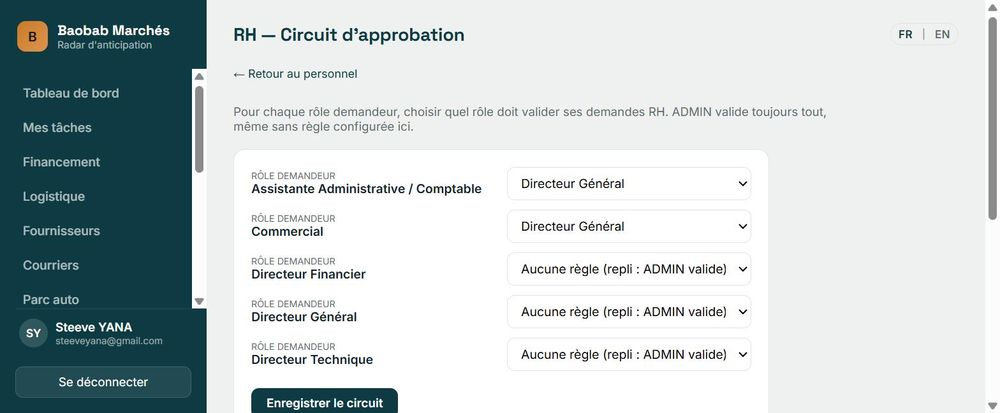 B
Baobab Marchés
Radar d'anticipation
Tableau de bord
Mes tâches
Financement
Logistique
Fournisseurs
Courriers
Parc auto
SY
Steeve YANA
steeveyana@gmail.com
Se déconnecter
RH — Circuit d'approbation
FR | EN
← Retour au personnel
Pour chaque rôle demandeur, choisir quel rôle doit valider ses demandes RH. ADMIN valide toujours tout,
même sans règle configurée ici.
RÔLE DEMANDEUR
Assistante Administrative / Comptable
Directeur Général
RÔLE DEMANDEUR
Commercial
Directeur Général
RÔLE DEMANDEUR
Directeur Financier
Aucune règle (repli : ADMIN valide)
RÔLE DEMANDEUR
Directeur Général
Aucune règle (repli : ADMIN valide)
RÔLE DEMANDEUR
Directeur Technique
Aucune règle (repli : ADMIN valide)
Enregistrer le circuit